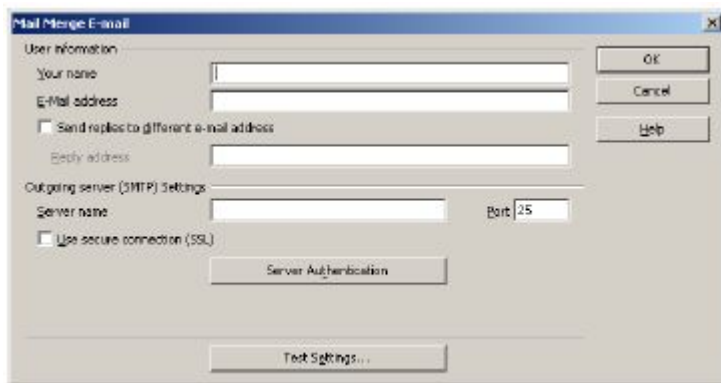 Mail Merge E-mail
User information
Your name
OK
E-Mail address
Cancel
Send replies to different e-mail address
Help
Reply address
Outgoing server (SMTP) Settings
Server name
Port 25
Use secure connection (SSL)
Server Authentication
Test Settings...